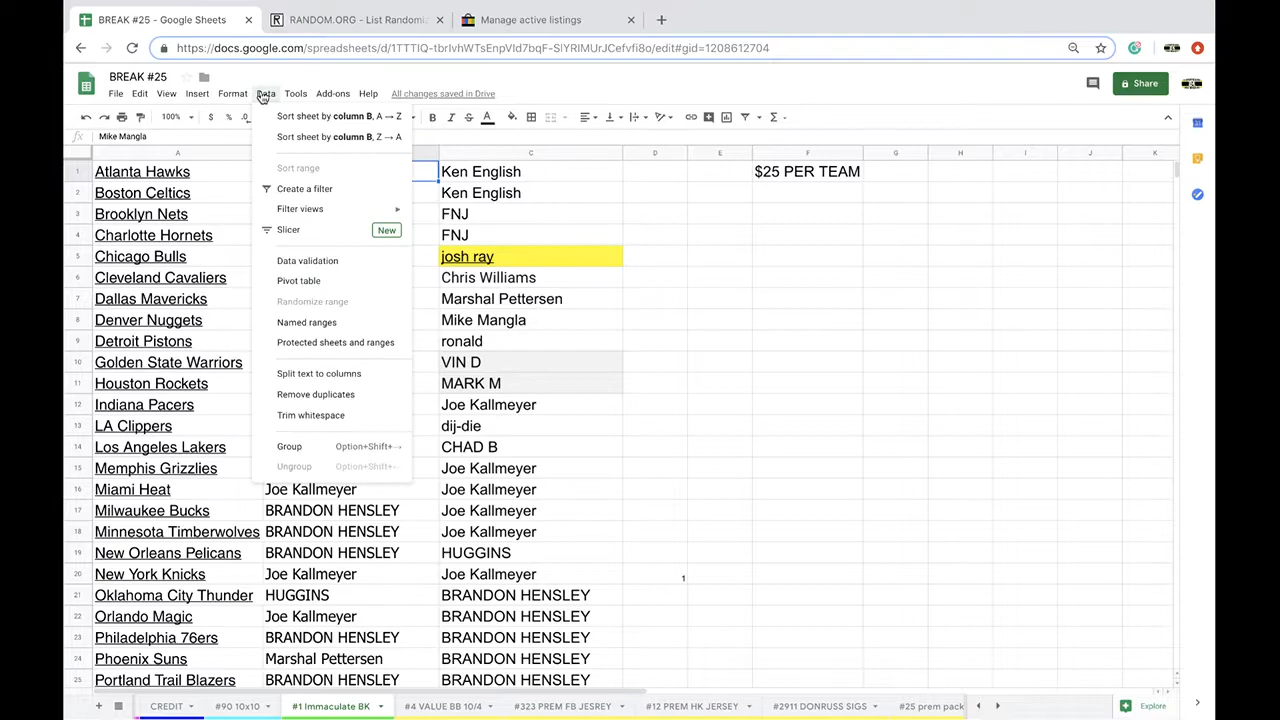 BREAK #25 - Google Sheets
RANDOM.ORG - List Randomi
Manage active listings
https://docs.google.com/spreadsheets/d/1TTTIQ-tbrIvhWTsEnpVId7bqF-SlYRIMUrJCefvfi8o/edit#gid=1208612704
BREAK #25
File Edit View Insert Format Data Tools Add-ons Help All changes saved in Drive
Share
100% $ % .0 B I S A
fx Mike Mangla
Sort sheet by column B, A → Z
Sort sheet by column B, Z → A
Sort range
Create a filter
Filter views
Slicer New
Data validation
Pivot table
Randomize range
Named ranges
Protected sheets and ranges
Split text to columns
Remove duplicates
Trim whitespace
Group Option+Shift+→
Ungroup Option+Shift+←
A C D E F G H I J K
1 Atlanta Hawks Ken English $25 PER TEAM
2 Boston Celtics Ken English
3 Brooklyn Nets FNJ
4 Charlotte Hornets FNJ
5 Chicago Bulls josh ray
6 Cleveland Cavaliers Chris Williams
7 Dallas Mavericks Marshal Pettersen
8 Denver Nuggets Mike Mangla
9 Detroit Pistons ronald
10 Golden State Warriors VIN D
11 Houston Rockets MARK M
12 Indiana Pacers Joe Kallmeyer
13 LA Clippers dij-die
14 Los Angeles Lakers CHAD B
15 Memphis Grizzlies Joe Kallmeyer
16 Miami Heat Joe Kallmeyer Joe Kallmeyer
17 Milwaukee Bucks BRANDON HENSLEY Joe Kallmeyer
18 Minnesota Timberwolves BRANDON HENSLEY Joe Kallmeyer
19 New Orleans Pelicans BRANDON HENSLEY HUGGINS
20 New York Knicks Joe Kallmeyer Joe Kallmeyer 1
21 Oklahoma City Thunder HUGGINS BRANDON HENSLEY
22 Orlando Magic Joe Kallmeyer BRANDON HENSLEY
23 Philadelphia 76ers BRANDON HENSLEY BRANDON HENSLEY
24 Phoenix Suns Marshal Pettersen BRANDON HENSLEY
25 Portland Trail Blazers BRANDON HENSLEY BRANDON HENSLEY
CREDIT #90 10x10 #1 Immaculate BK #4 VALUE BB 10/4 #323 PREM FB JESREY #12 PREM HK JERSEY #2911 DONRUSS SIGS #25 prem pack Explore